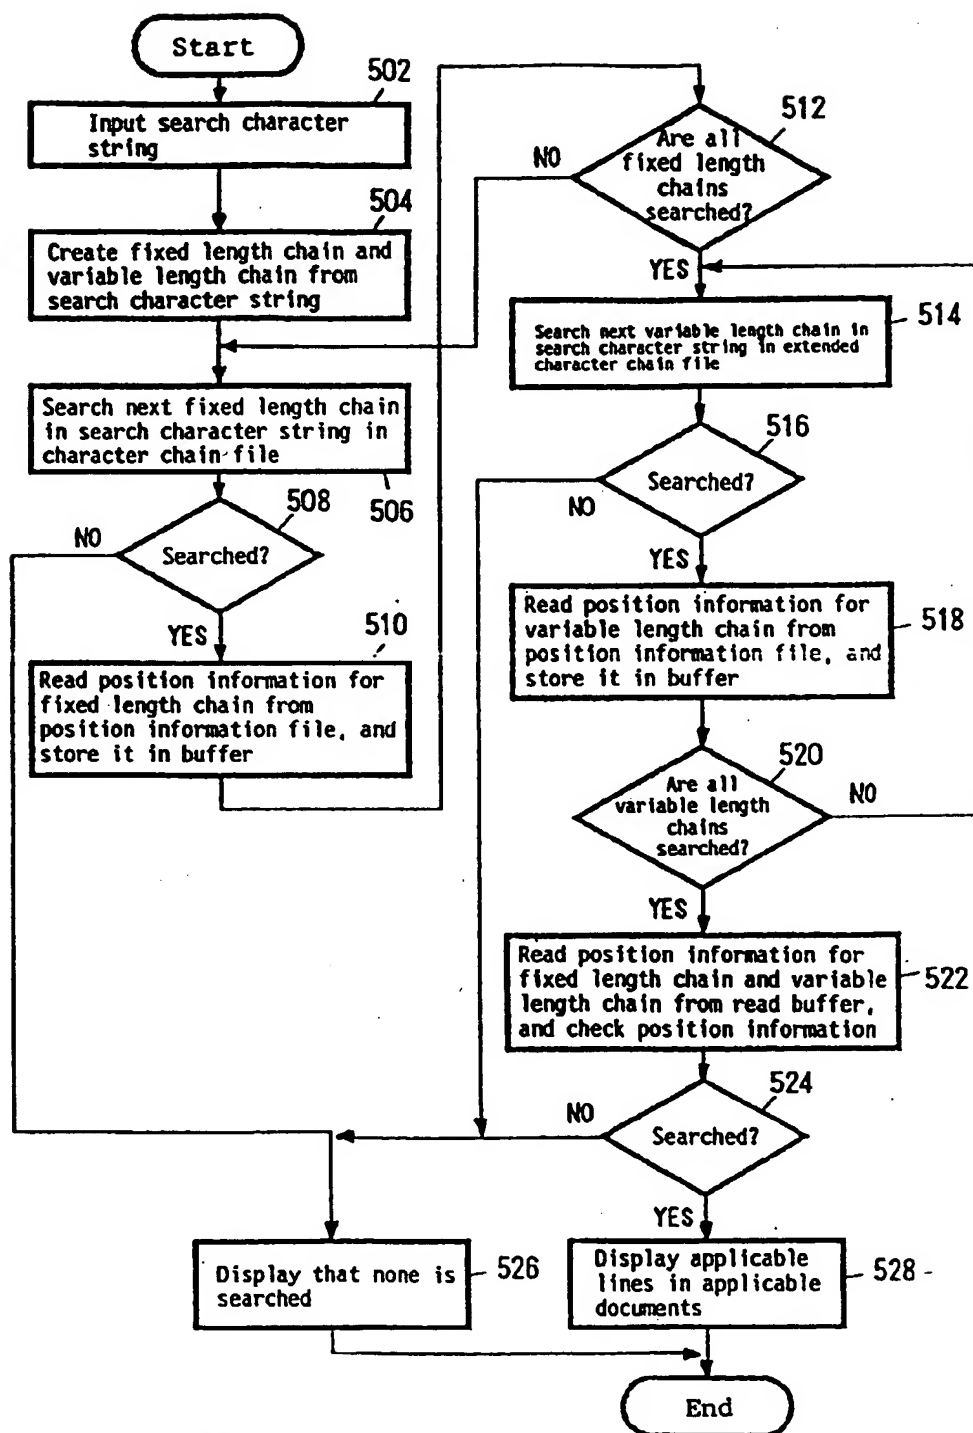 Start
502
Input search character
string
504
Create fixed length chain and
variable length chain from
search character string
Search next fixed length chain
in search character string in
character chain file
506
508
NO
Searched?
YES
510
Read position information for
fixed length chain from
position information file, and
store it in buffer
512
NO
Are all
fixed length
chains
searched?
YES
514
Search next variable length chain in
search character string in extended
character chain file
516
Searched?
NO
YES
Read position information for
variable length chain from
position information file, and
store it in buffer
518
520
Are all
variable length
chains
searched?
NO
YES
Read position information for
fixed length chain and variable
length chain from read buffer,
and check position information
522
524
NO
Searched?
YES
Display that none is
searched
526
Display applicable
lines in applicable
documents
528
End